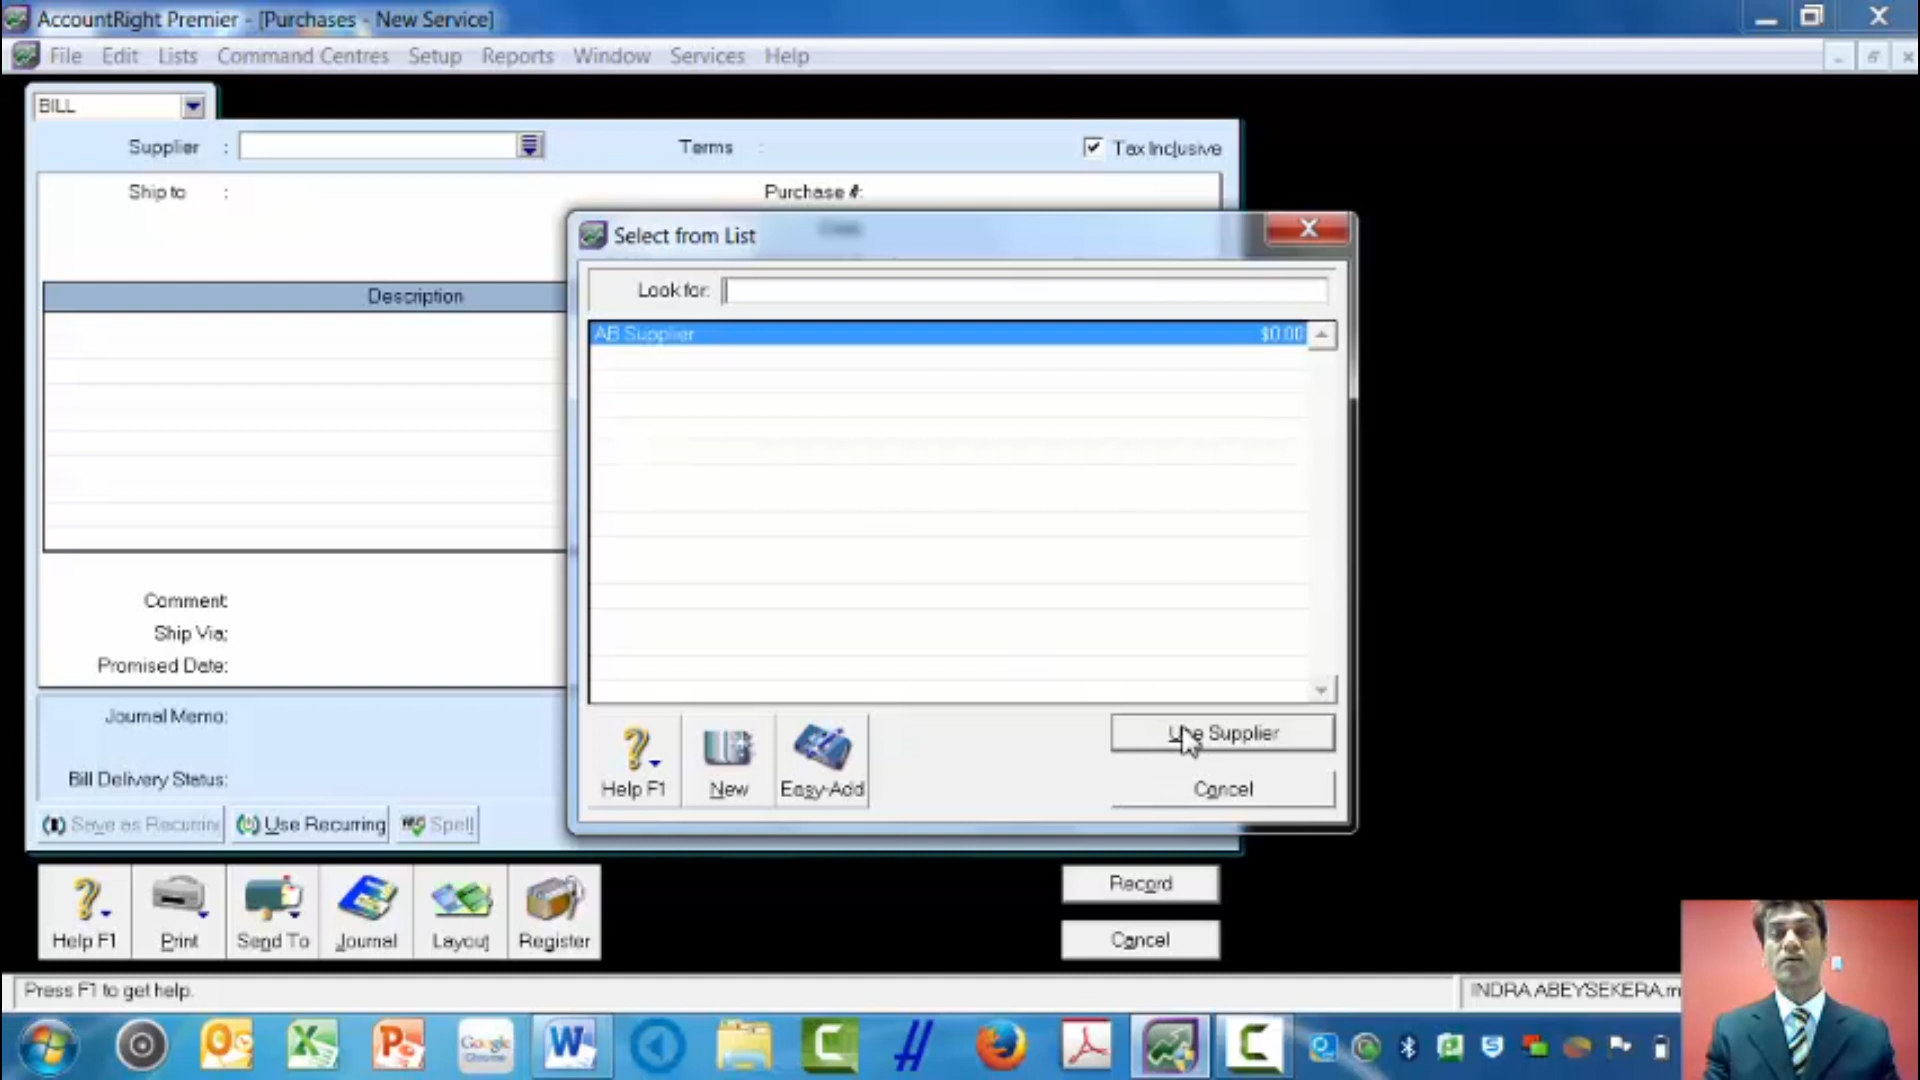 AccountRight Premier - [Purchases - New Service]
File Edit Lists Command Centres Setup Reports Window Services Help
BILL
Supplier : Terms : Tax Inclusive
Ship to : Purchase #:
Select from List
Look for:
Description
AB Supplier $0.00
Comment:
Ship Via:
Promised Date:
Journal Memo:
Use Supplier
Bill Delivery Status:
Help F1 New Easy-Add Cancel
Save as Recurring Use Recurring Spell
Record
Help F1 Print Send To Journal Layout Register Cancel
Press F1 to get help. INDRA ABEYSEKERA.m
Google
Chrome